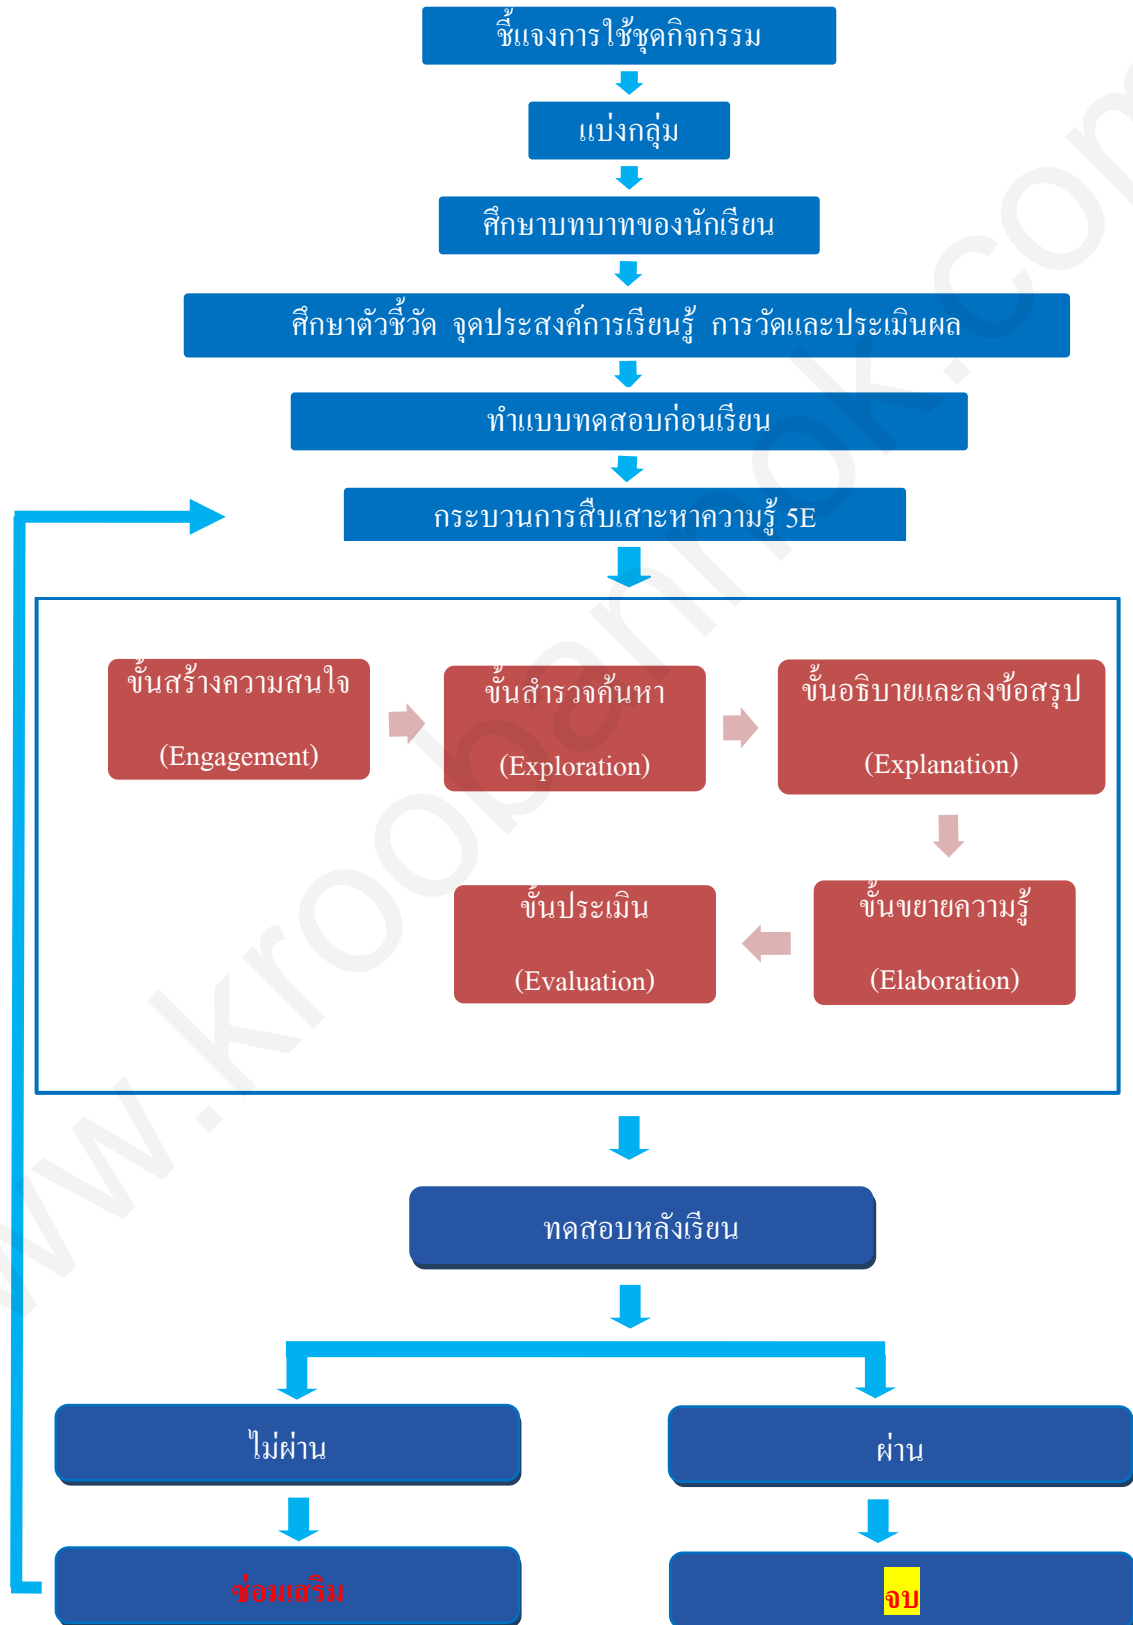 ชี้แจงการใช้ชุดกิจกรรม
แบ่งกลุ่ม
ศึกษาบทบาทของนักเรียน
ศึกษาตัวชี้วัด จุดประสงค์การเรียนรู้ การวัดและประเมินผล
ทำแบบทดสอบก่อนเรียน
กระบวนการสืบเสาะหาความรู้ 5E
ขั้นสร้างความสนใจ
(Engagement)
ขั้นสำรวจค้นหา
(Exploration)
ขั้นอธิบายและลงข้อสรุป
(Explanation)
ขั้นขยายความรู้
(Elaboration)
ขั้นประเมิน
(Evaluation)
ทดสอบหลังเรียน
ไม่ผ่าน
ผ่าน
ซ่อมเสริม
จบ
www.kroobannok.com